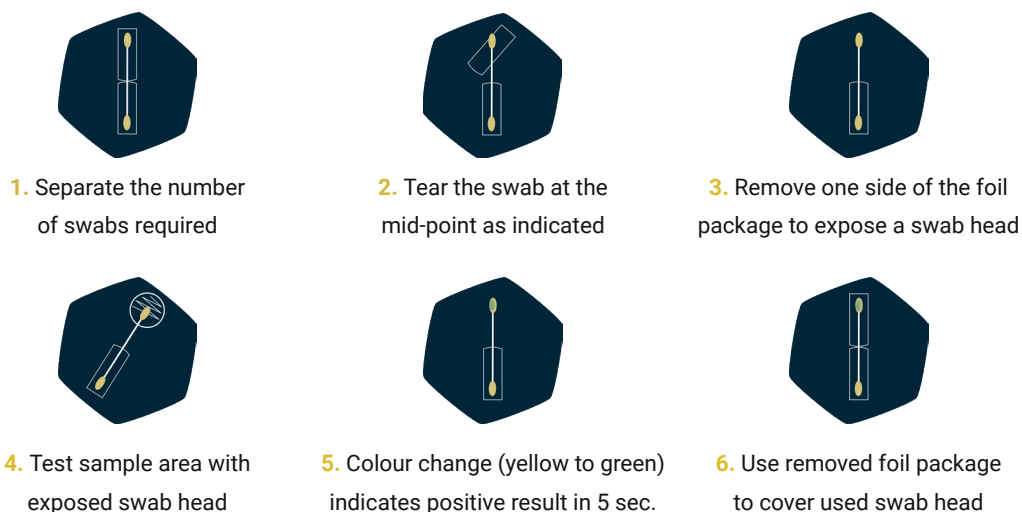 1. Separate the number
of swabs required
2. Tear the swab at the
mid-point as indicated
3. Remove one side of the foil
package to expose a swab head
4. Test sample area with
exposed swab head
5. Colour change (yellow to green)
indicates positive result in 5 sec.
6. Use removed foil package
to cover used swab head